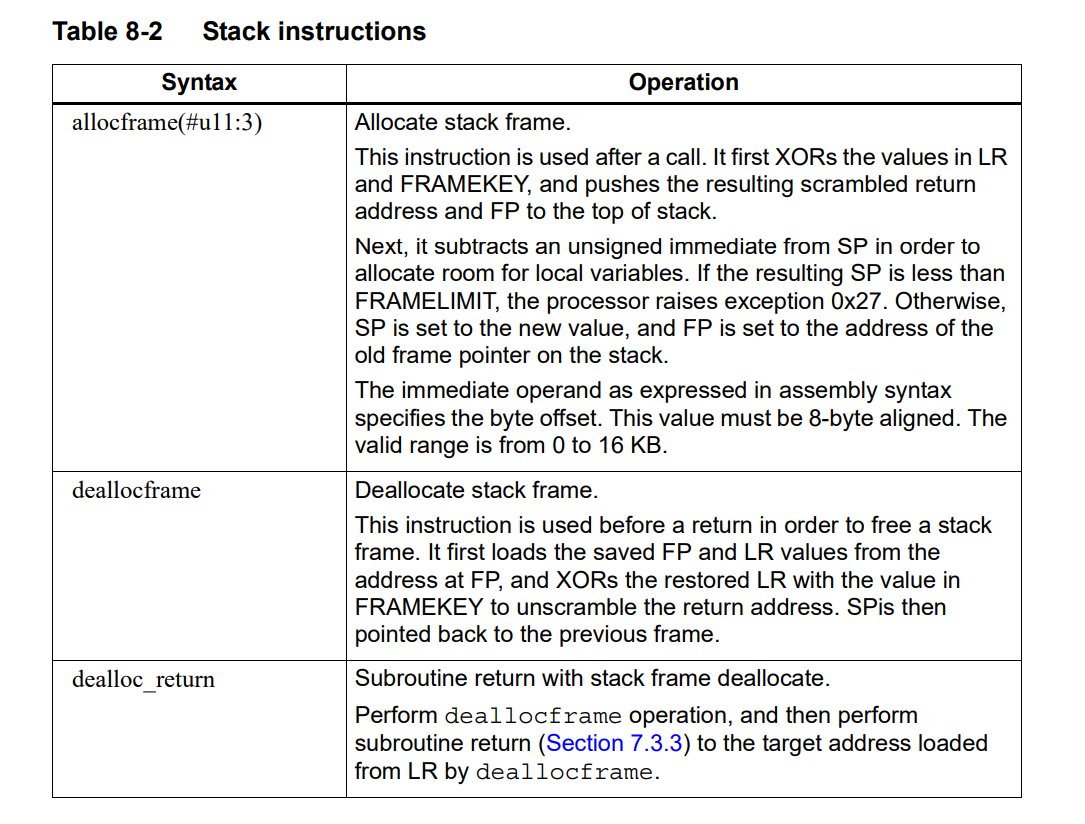 Table 8-2 Stack instructions
Syntax Operation
allocframe(#u11:3) Allocate stack frame.
This instruction is used after a call. It first XORs the values in LR
and FRAMEKEY, and pushes the resulting scrambled return
address and FP to the top of stack.
Next, it subtracts an unsigned immediate from SP in order to
allocate room for local variables. If the resulting SP is less than
FRAMELIMIT, the processor raises exception 0x27. Otherwise,
SP is set to the new value, and FP is set to the address of the
old frame pointer on the stack.
The immediate operand as expressed in assembly syntax
specifies the byte offset. This value must be 8-byte aligned. The
valid range is from 0 to 16 KB.
deallocframe Deallocate stack frame.
This instruction is used before a return in order to free a stack
frame. It first loads the saved FP and LR values from the
address at FP, and XORs the restored LR with the value in
FRAMEKEY to unscramble the return address. SPis then
pointed back to the previous frame.
dealloc_return Subroutine return with stack frame deallocate.
Perform deallocframe operation, and then perform
subroutine return (Section 7.3.3) to the target address loaded
from LR by deallocframe.